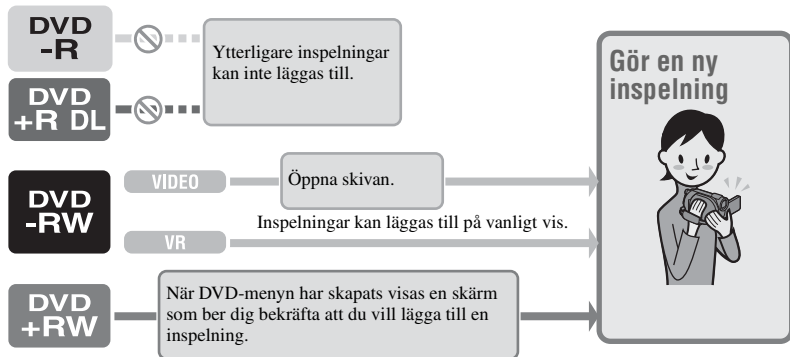 DVD
-R
Ytterligare inspelningar
kan inte läggas till.
DVD
+R DL
Gör en ny
inspelning
DVD
-RW
VIDEO
Öppna skivan.
Inspelningar kan läggas till på vanligt vis.
VR
DVD
+RW
När DVD-menyn har skapats visas en skärm
som ber dig bekräfta att du vill lägga till en
inspelning.